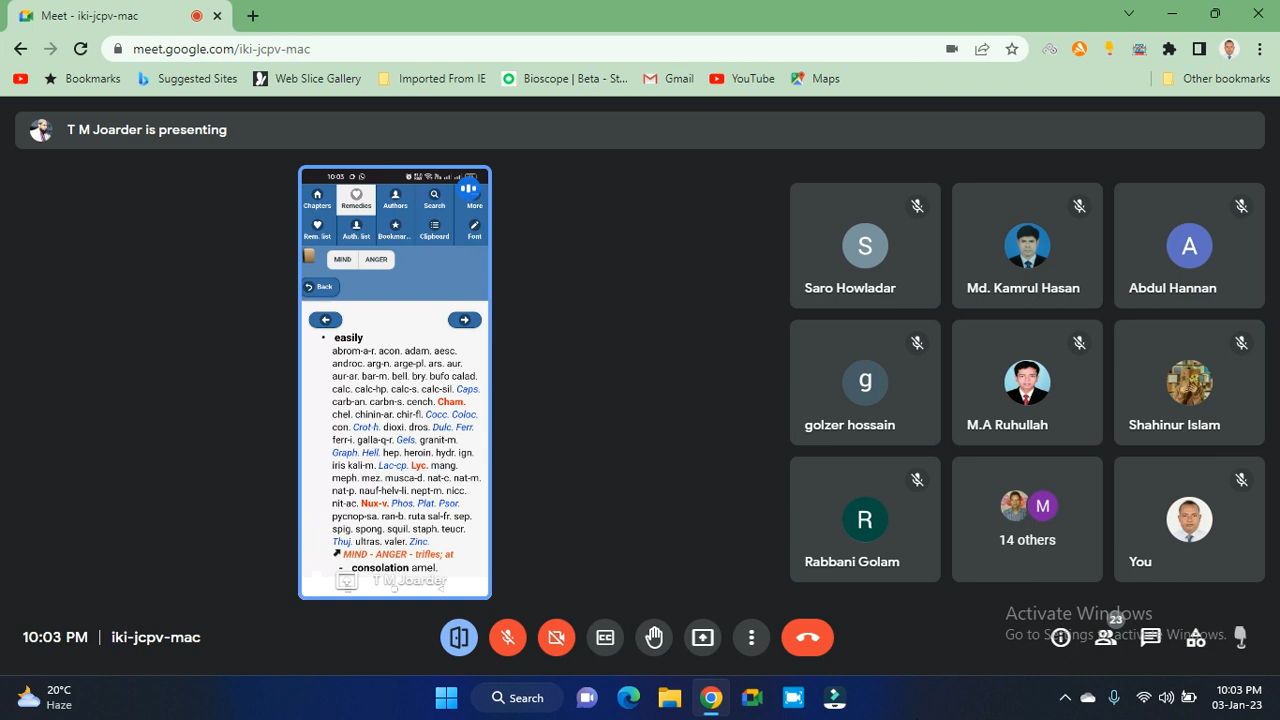 Meet - iki-jcpv-mac
meet.google.com/iki-jcpv-mac
Bookmarks
Suggested Sites
Web Slice Gallery
Imported From IE
Bioscope | Beta - St...
Gmail
YouTube
Maps
Other bookmarks
T M Joarder is presenting
10:03
Chapters Remedies Authors Search More
Rem. list Auth. list Bookmar... Clipboard Font
MIND ANGER
Back
• easily
abrom-a-r. acon. adam. aesc.
androc. arg-n. arge-pl. ars. aur.
aur-ar. bar-m. bell. bry. bufo calad.
calc. calc-hp. calc-s. calc-sil. Caps.
carb-an. carbn-s. cench. Cham.
chel. chinin-ar. chir-fl. Cocc. Coloc.
con. Crot-h. dioxi. dros. Dulc. Ferr.
ferr-i. galla-q-r. Gels. granit-m.
Graph. Hell. hep. heroin. hydr. ign.
iris kali-m. Lac-cp. Lyc. mang.
meph. mez. musca-d. nat-c. nat-m.
nat-p. nauf-helv-li. nept-m. nicc.
nit-ac. Nux-v. Phos. Plat. Psor.
pycnop-sa. ran-b. ruta sal-fr. sep.
spig. spong. squil. staph. teucr.
Thuj. ultras. valer. Zinc.
MIND - ANGER - trifles; at
- consolation amel.
T M Joarder
S
Saro Howladar
Md. Kamrul Hasan
A
Abdul Hannan
g
golzer hossain
M.A Ruhullah
Shahinur Islam
R
Rabbani Golam
M
14 others
You
Activate Windows
Go to Settings to activate Windows.
10:03 PM | iki-jcpv-mac
CC
23
20°C
Haze
Search
10:03 PM
03-Jan-23